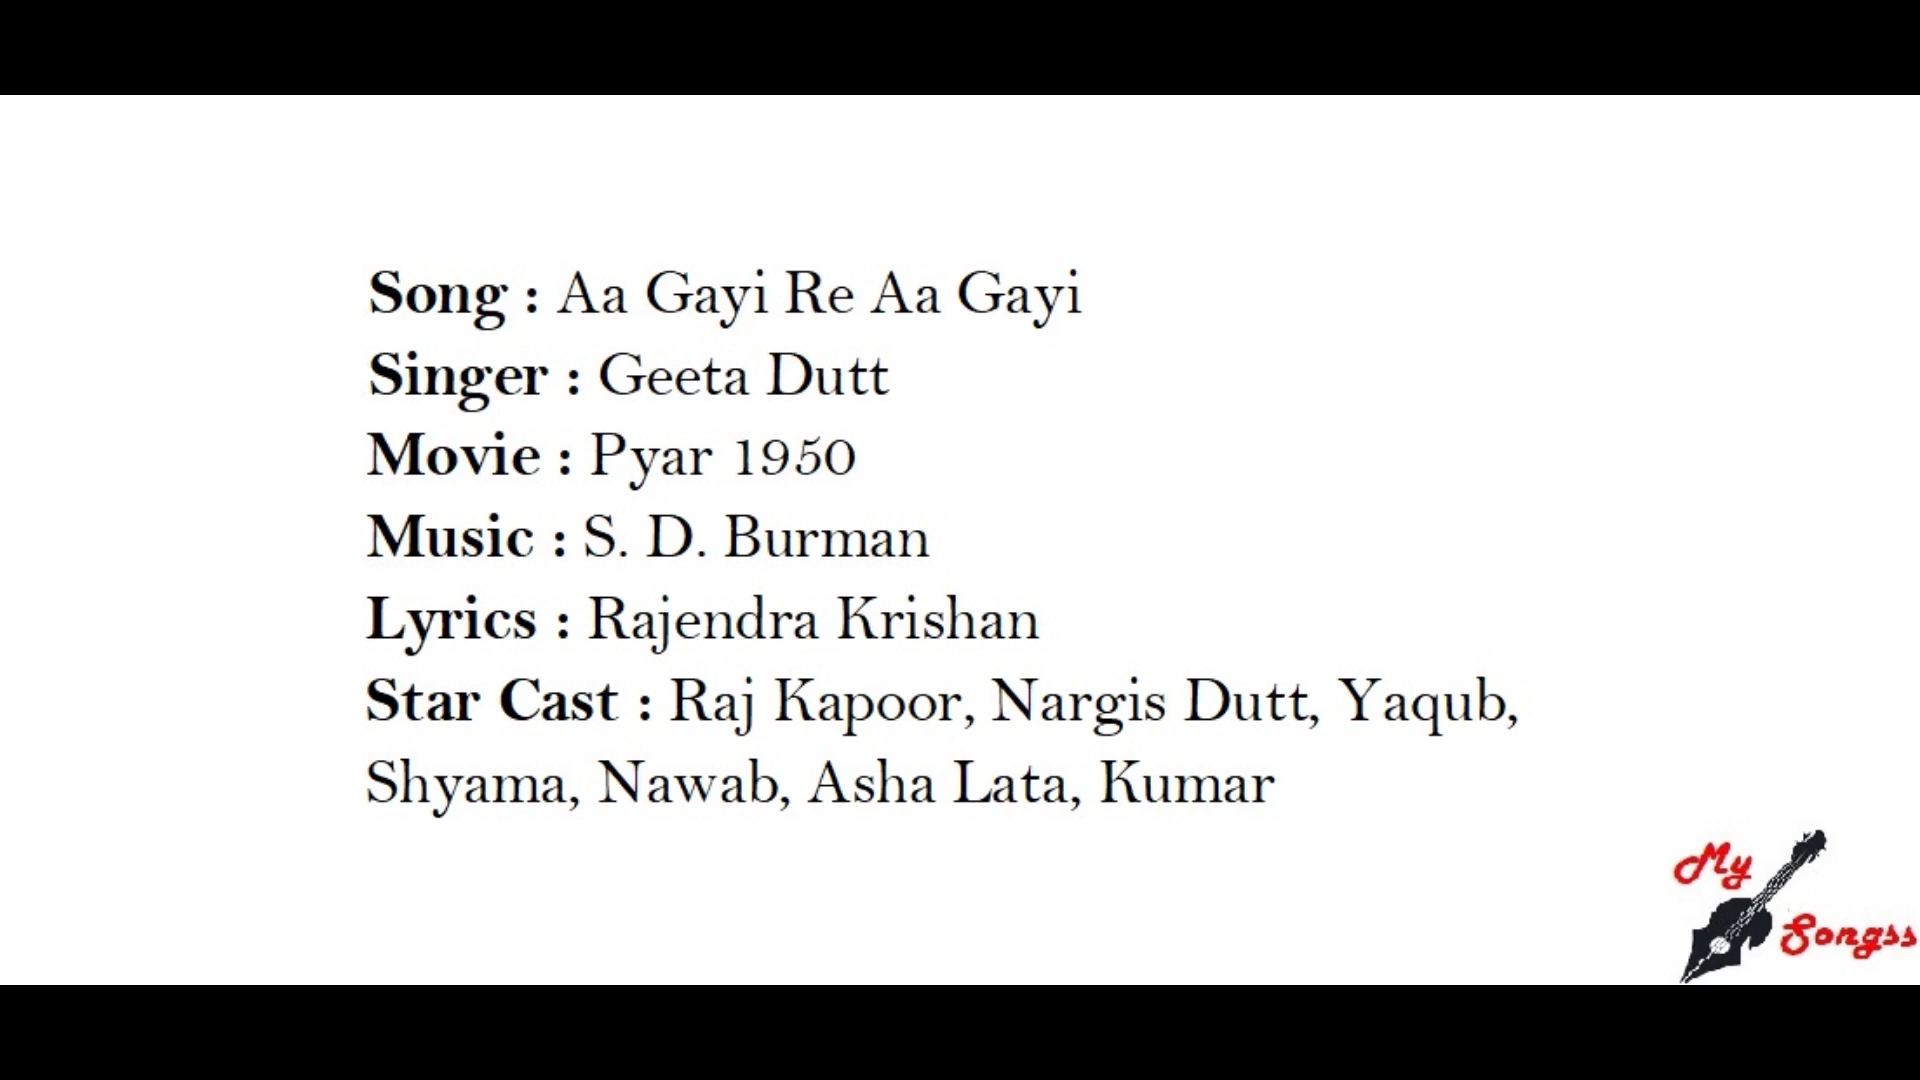 Song : Aa Gayi Re Aa Gayi
Singer : Geeta Dutt
Movie : Pyar 1950
Music : S. D. Burman
Lyrics : Rajendra Krishan
Star Cast : Raj Kapoor, Nargis Dutt, Yaqub,
Shyama, Nawab, Asha Lata, Kumar
My
Songss